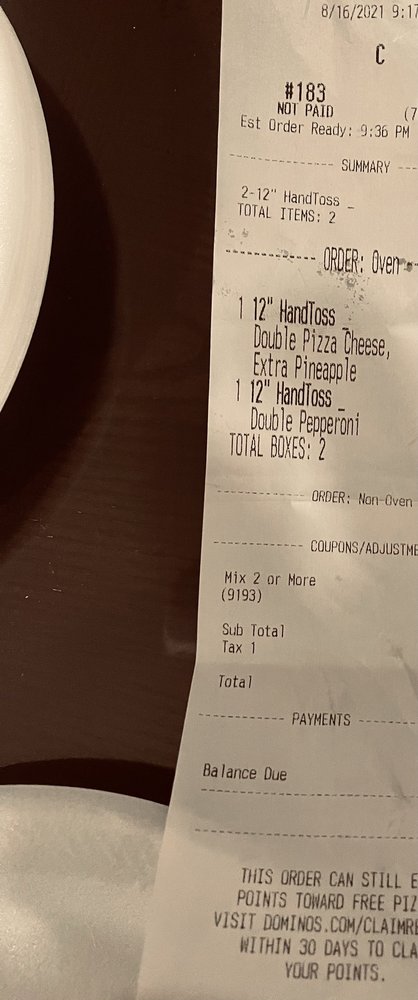 8/16/2021 9:17
C
#183
NOT PAID (7
Est Order Ready: 9:36 PM
------------ SUMMARY ---
2-12" HandToss _
TOTAL ITEMS: 2
------------ ORDER: Oven---
1 12" HandToss _
Double Pizza Cheese,
Extra Pineapple
1 12" HandToss _
Double Pepperoni
TOTAL BOXES: 2
------------ ORDER: Non-Oven
------------ COUPONS/ADJUSTME
Mix 2 or More
(9193)
Sub Total
Tax 1
Total
------------ PAYMENTS --------
Balance Due
THIS ORDER CAN STILL E
POINTS TOWARD FREE PIZ
VISIT DOMINOS.COM/CLAIMRE
WITHIN 30 DAYS TO CLA
YOUR POINTS.